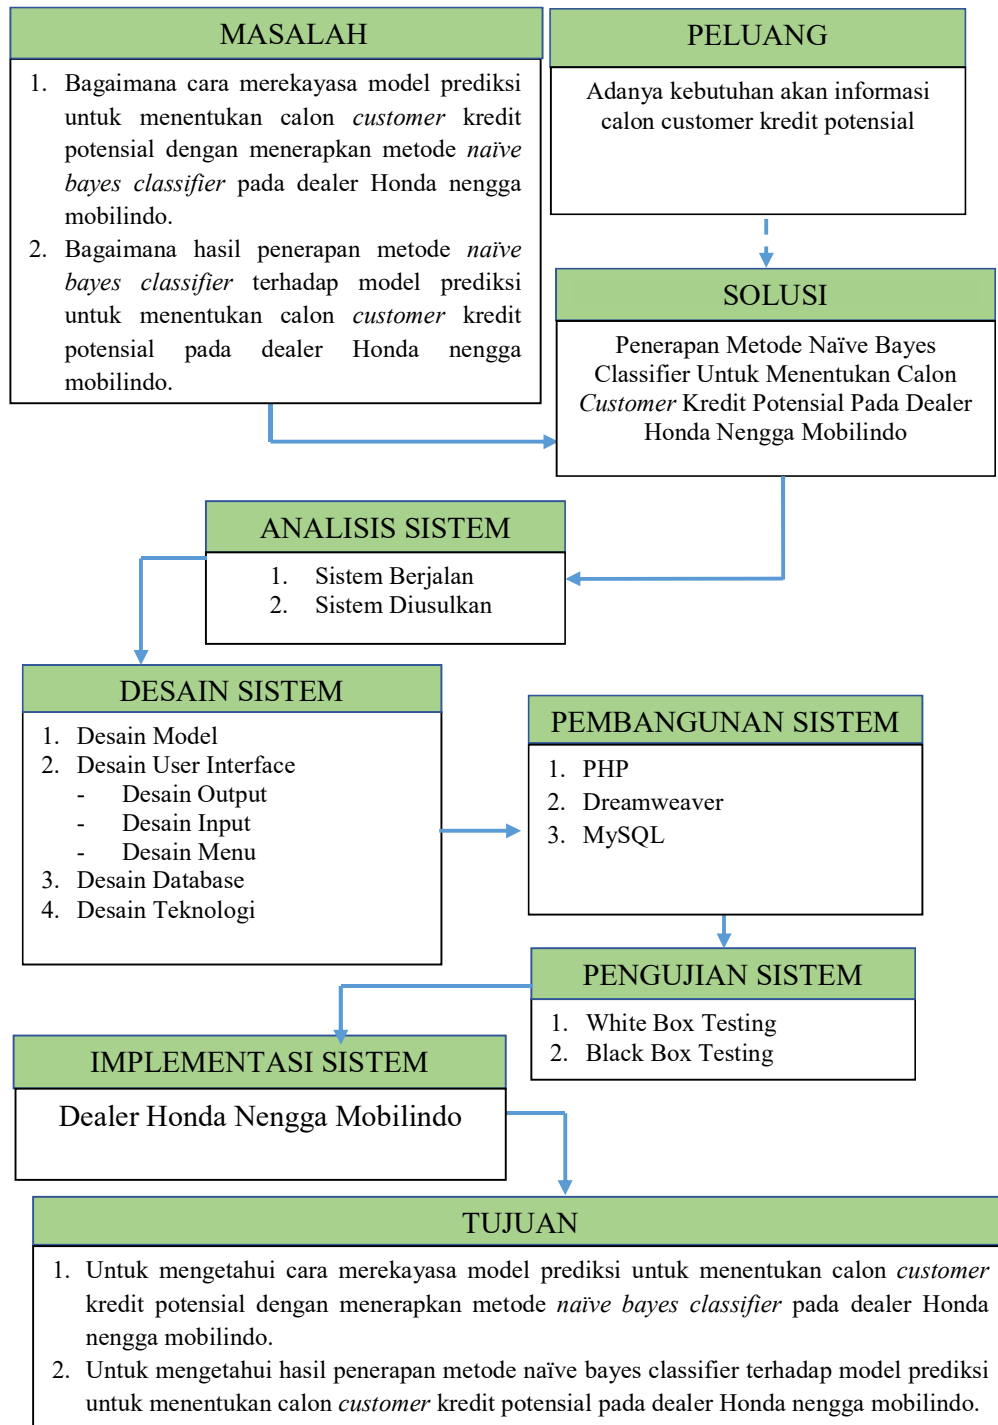 MASALAH
1. Bagaimana cara merekayasa model prediksi
untuk menentukan calon customer kredit
potensial dengan menerapkan metode naïve
bayes classifier pada dealer Honda nengga
mobilindo.
2. Bagaimana hasil penerapan metode naïve
bayes classifier terhadap model prediksi
untuk menentukan calon customer kredit
potensial pada dealer Honda nengga
mobilindo.
PELUANG
Adanya kebutuhan akan informasi
calon customer kredit potensial
SOLUSI
Penerapan Metode Naïve Bayes
Classifier Untuk Menentukan Calon
Customer Kredit Potensial Pada Dealer
Honda Nengga Mobilindo
ANALISIS SISTEM
1. Sistem Berjalan
2. Sistem Diusulkan
DESAIN SISTEM
1. Desain Model
2. Desain User Interface
- Desain Output
- Desain Input
- Desain Menu
3. Desain Database
4. Desain Teknologi
PEMBANGUNAN SISTEM
1. PHP
2. Dreamweaver
3. MySQL
PENGUJIAN SISTEM
1. White Box Testing
2. Black Box Testing
IMPLEMENTASI SISTEM
Dealer Honda Nengga Mobilindo
TUJUAN
1. Untuk mengetahui cara merekayasa model prediksi untuk menentukan calon customer
kredit potensial dengan menerapkan metode naïve bayes classifier pada dealer Honda
nengga mobilindo.
2. Untuk mengetahui hasil penerapan metode naïve bayes classifier terhadap model prediksi
untuk menentukan calon customer kredit potensial pada dealer Honda nengga mobilindo.